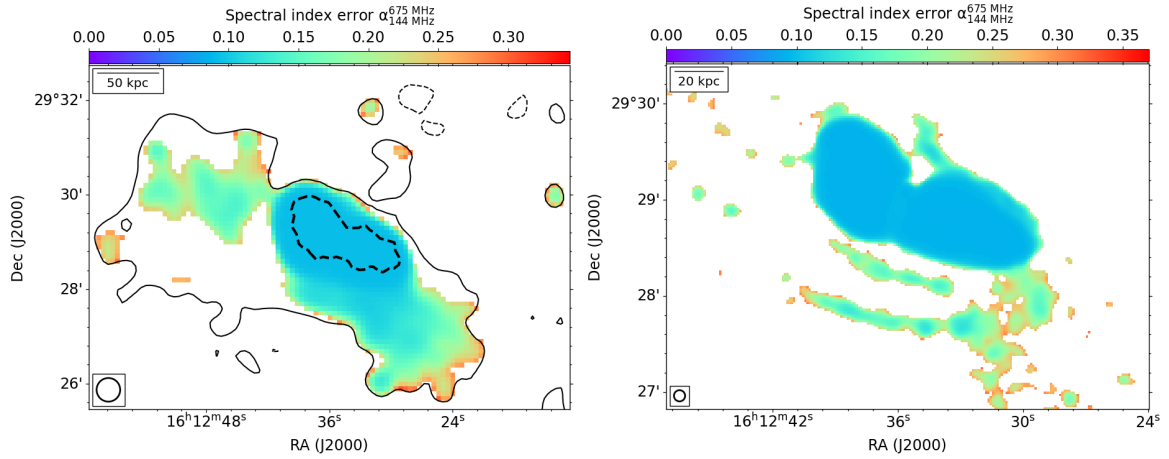 Spectral index error α 675 MHz 144 MHz
0.00 0.05 0.10 0.15 0.20 0.25 0.30
50 kpc
29°32'
30'
28'
26'
Dec (J2000)
16ʰ12ᵐ48ˢ 36ˢ 24ˢ
RA (J2000)
Spectral index error α 675 MHz 144 MHz
0.00 0.05 0.10 0.15 0.20 0.25 0.30 0.35
20 kpc
29°30'
29'
28'
27'
Dec (J2000)
16ʰ12ᵐ42ˢ 36ˢ 30ˢ 24ˢ
RA (J2000)